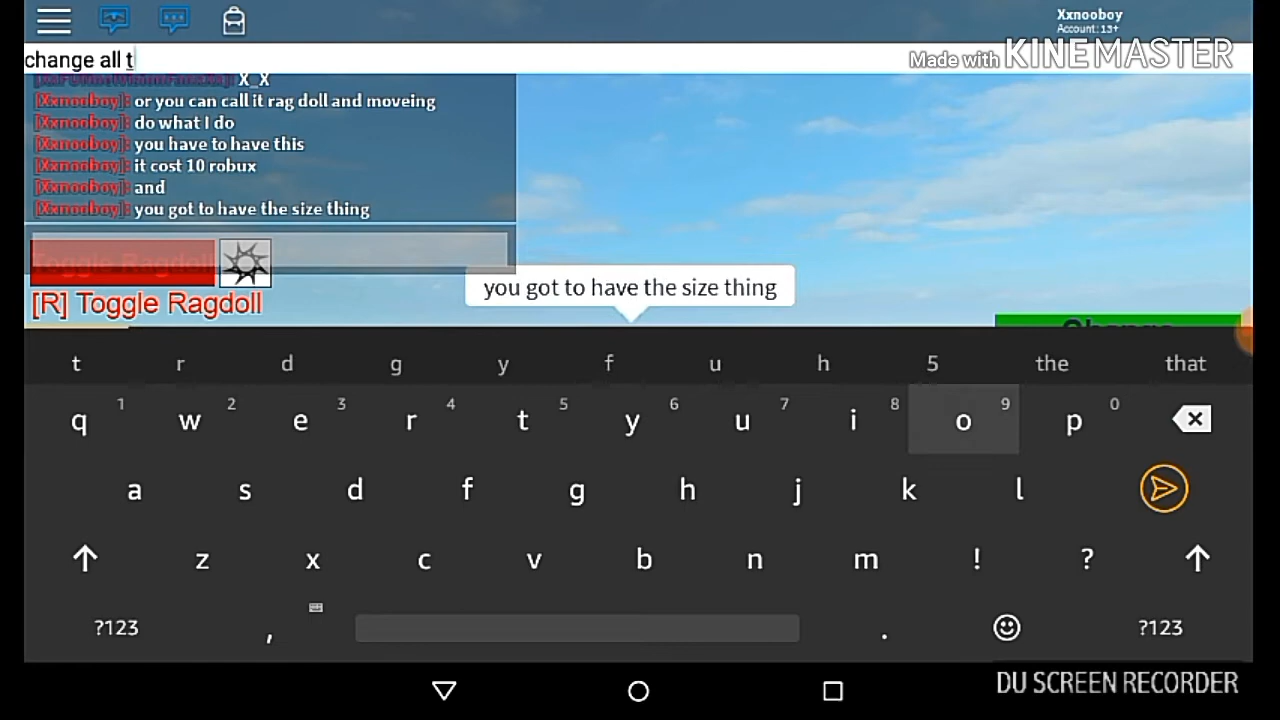 Xxnooboy
Account: 13+
change all t
Made with KINEMASTER
X_X
[Xxnooboy]: or you can call it rag doll and moveing
[Xxnooboy]: do what I do
[Xxnooboy]: you have to have this
[Xxnooboy]: it cost 10 robux
[Xxnooboy]: and
[Xxnooboy]: you got to have the size thing
Toggle Ragdoll
[R] Toggle Ragdoll
you got to have the size thing
Change
t r d g y f u h 5 the that
1 2 3 4 5 6 7 8 9 0
q w e r t y u i o p
a s d f g h j k l
z x c v b n m ! ?
?123 , . ?123
DU SCREEN RECORDER